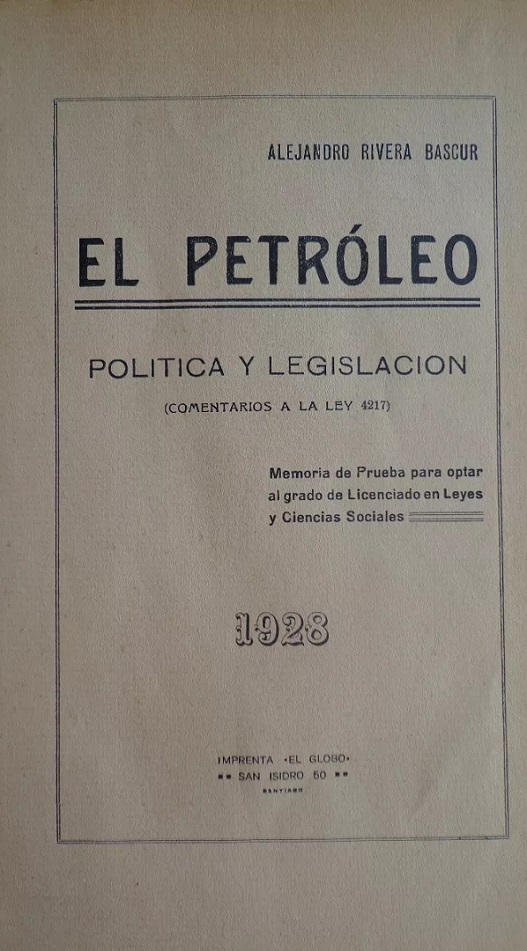 ALEJANDRO RIVERA BASCUR
EL PETRÓLEO
POLITICA Y LEGISLACION
(COMENTARIOS A LA LEY 4217)
Memoria de Prueba para optar
al grado de Licenciado en Leyes
y Ciencias Sociales
1928
IMPRENTA «EL GLOBO»
SAN ISIDRO 50
SANTIAGO